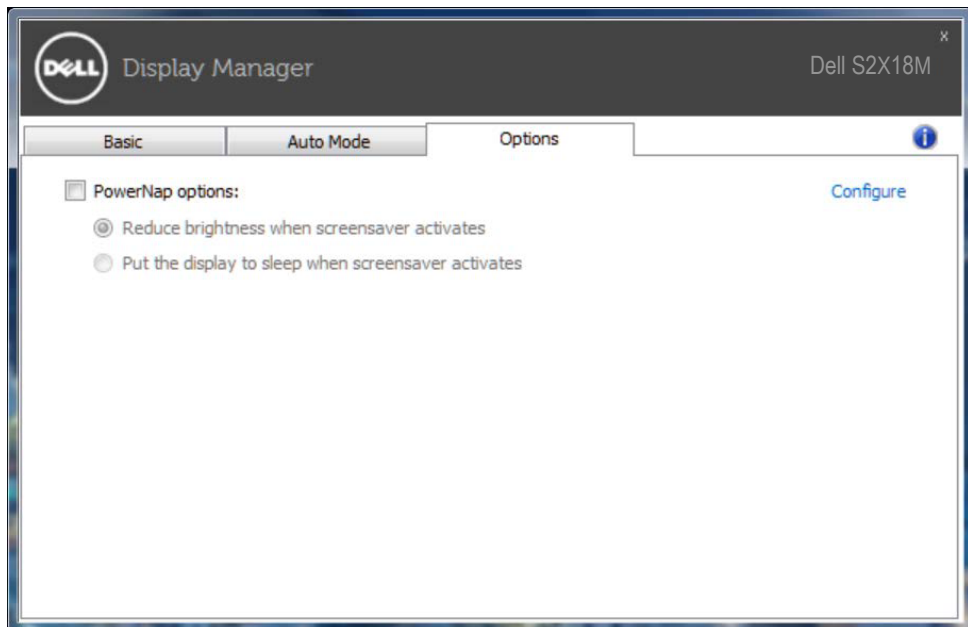 DELL Display Manager
x
Dell S2X18M
Basic Auto Mode Options i
PowerNap options: Configure
Reduce brightness when screensaver activates
Put the display to sleep when screensaver activates